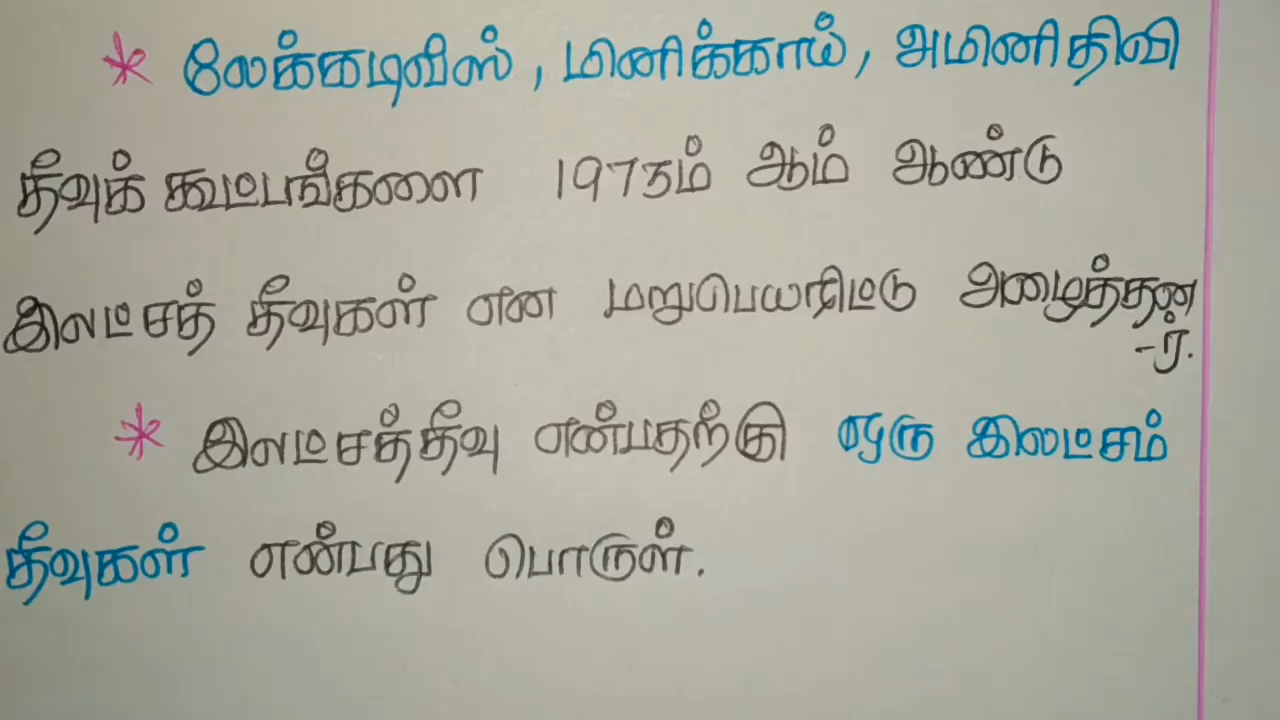 * லேக்கடிவிஸ், மினிக்காய், அமினிதிவி
தீவுக் கூட்டங்களை 1973ம் ஆம் ஆண்டு
இலட்சத் தீவுகள் என மறுபெயரிட்டு அழைத்தன
-ர்.
* இலட்சத்தீவு என்பதற்கு ஒரு இலட்சம்
தீவுகள் என்பது பொருள்.